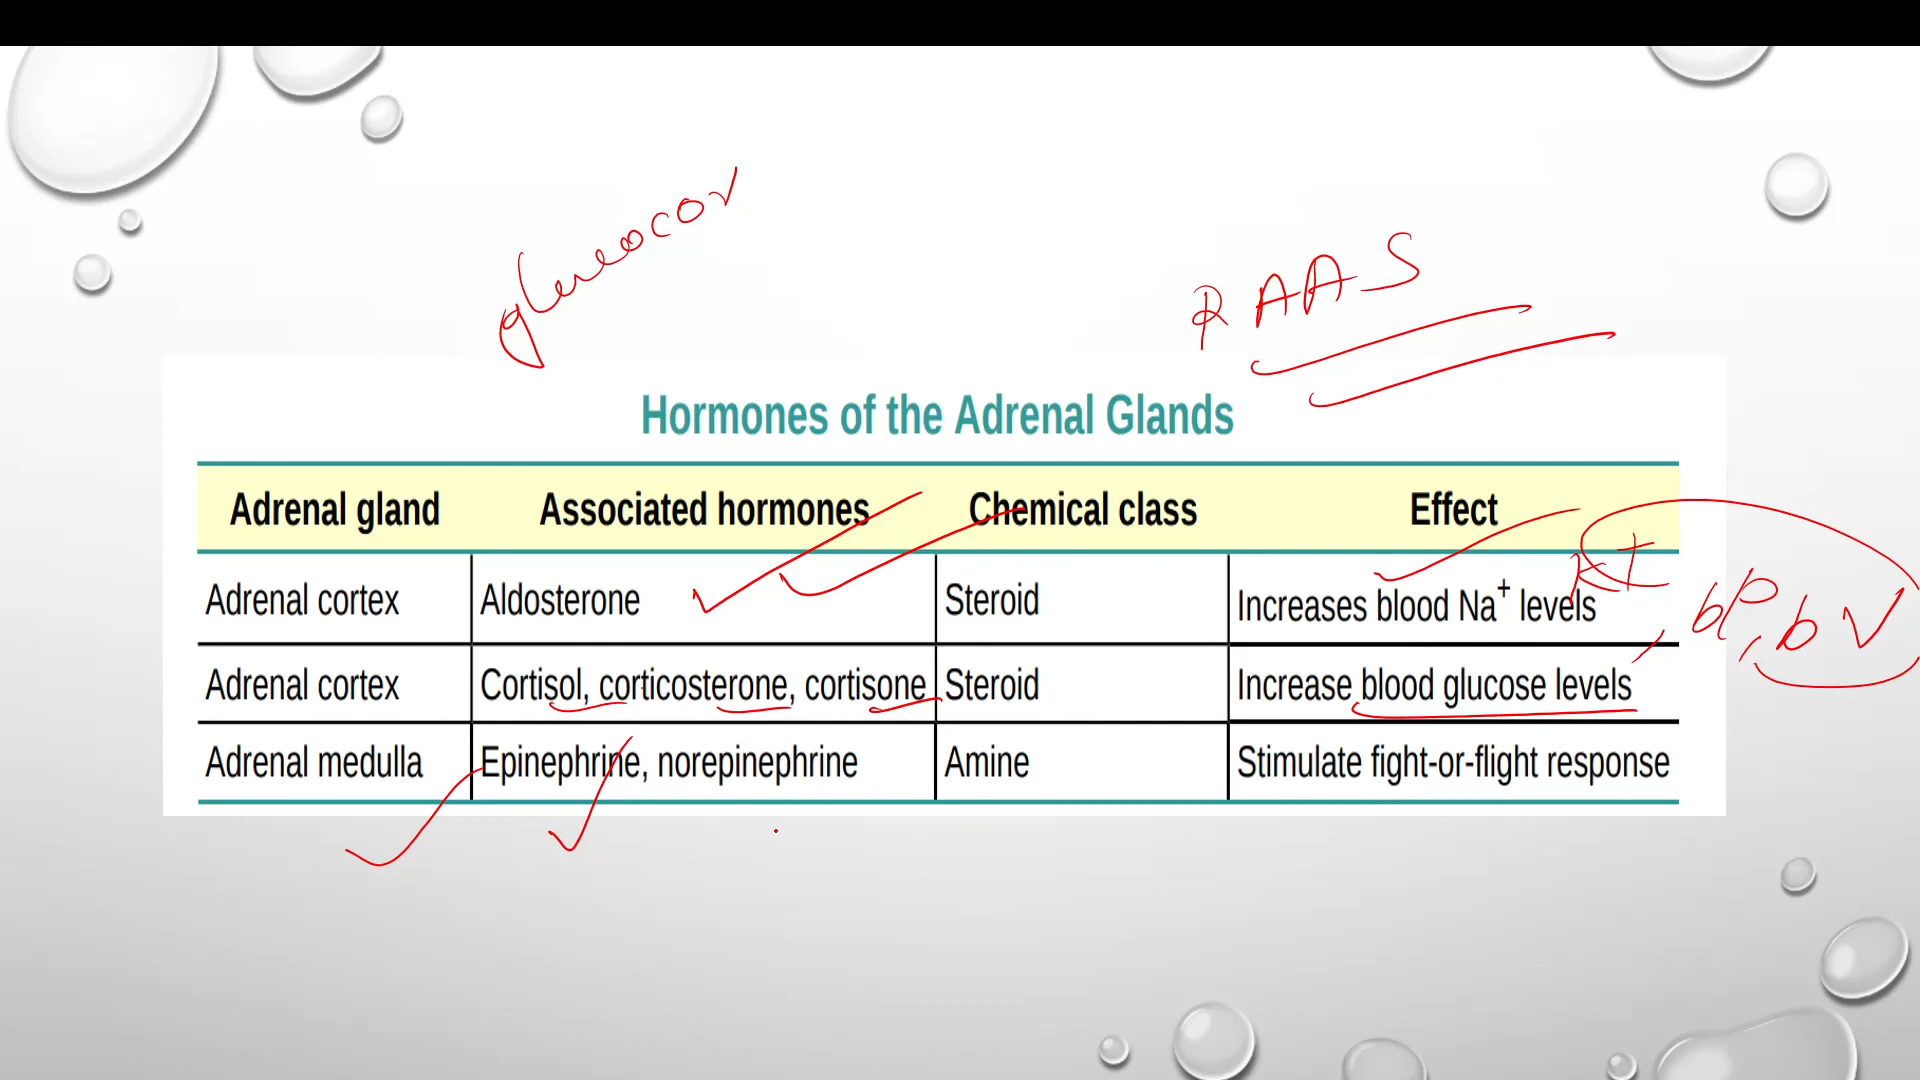 glucocor
RAAS
Hormones of the Adrenal Glands
Adrenal gland Associated hormones Chemical class Effect
Adrenal cortex Aldosterone Steroid Increases blood Na+ levels K+, bP, bV
Adrenal cortex Cortisol, corticosterone, cortisone Steroid Increase blood glucose levels
Adrenal medulla Epinephrine, norepinephrine Amine Stimulate fight-or-flight response